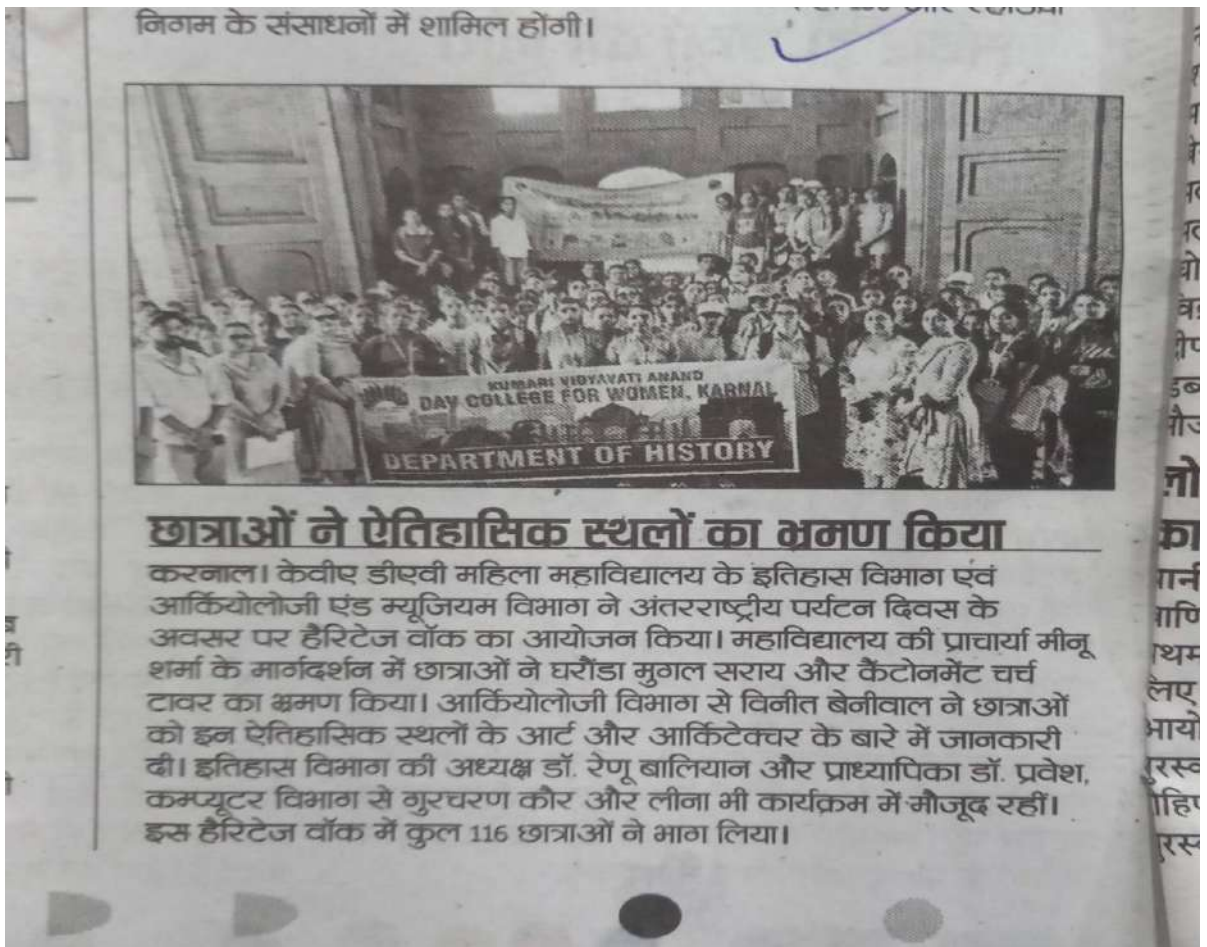 निगम के संसाधनों में शामिल होंगी।
KUMARI VIDYAVATI ANAND
DAV COLLEGE FOR WOMEN, KARNAL
DEPARTMENT OF HISTORY
छात्राओं ने ऐतिहासिक स्थलों का भ्रमण किया
करनाल। केवीए डीएवी महिला महाविद्यालय के इतिहास विभाग एवं
आर्कियोलोजी एंड म्यूजियम विभाग ने अंतरराष्ट्रीय पर्यटन दिवस के
अवसर पर हैरिटेज वॉक का आयोजन किया। महाविद्यालय की प्राचार्या मीनू
शर्मा के मार्गदर्शन में छात्राओं ने घरौंडा मुगल सराय और कैंटोनमेंट चर्च
टावर का भ्रमण किया। आर्कियोलोजी विभाग से विनीत बेनीवाल ने छात्राओं
को इन ऐतिहासिक स्थलों के आर्ट और आर्किटेक्चर के बारे में जानकारी
दी। इतिहास विभाग की अध्यक्ष डॉ. रेणू बालियान और प्राध्यापिका डॉ. प्रवेश,
कम्प्यूटर विभाग से गुरचरण कौर और लीना भी कार्यक्रम में मौजूद रहीं।
इस हैरिटेज वॉक में कुल 116 छात्राओं ने भाग लिया।